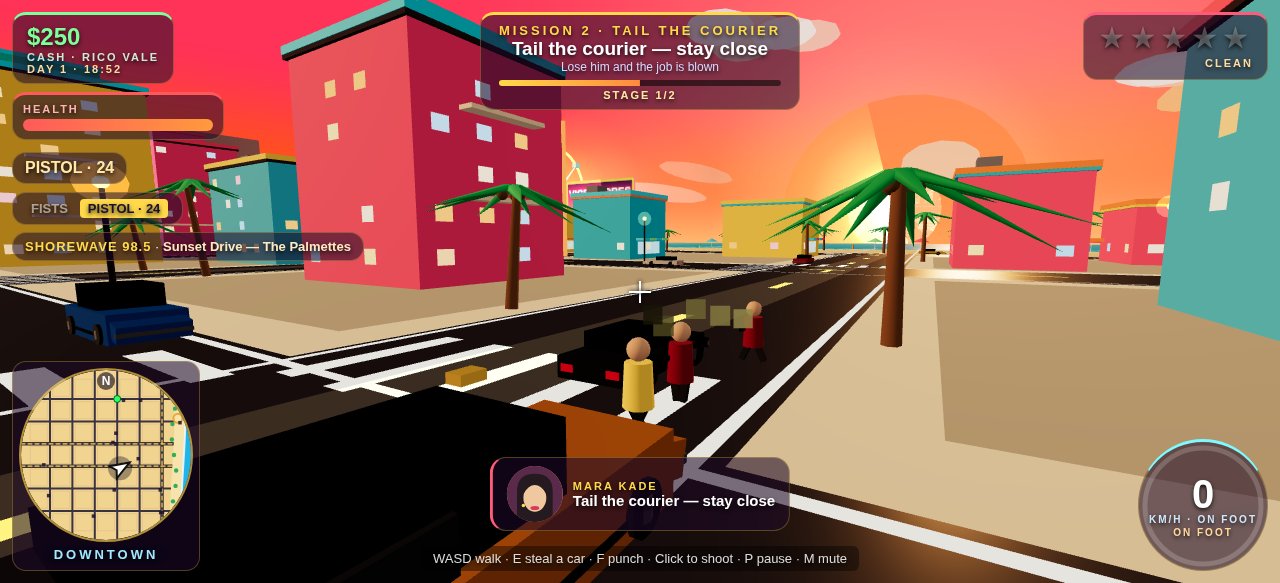 $250
CASH · RICO VALE
DAY 1 · 18:52
MISSION 2 · TAIL THE COURIER
Tail the courier — stay close
Lose him and the job is blown
STAGE 1/2
CLEAN
HEALTH
PISTOL · 24
FISTS PISTOL · 24
SHOREWAVE 98.5 · Sunset Drive — The Palmettes
N
DOWNTOWN
MARA KADE
Tail the courier — stay close
0
KM/H · ON FOOT
ON FOOT
WASD walk · E steal a car · F punch · Click to shoot · P pause · M mute